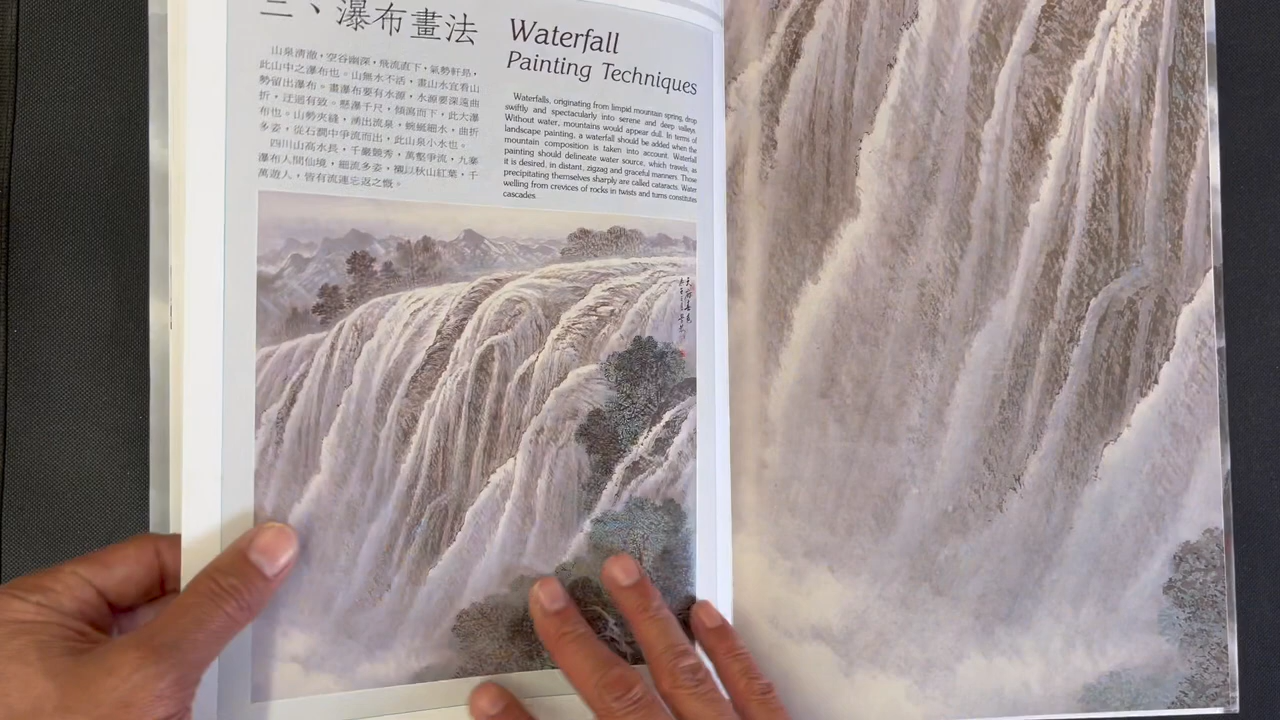 三、瀑布畫法
山泉清澈，空谷幽深，飛流直下，氣勢軒昂，
此山中之瀑布也。山無水不活，畫山水宜看山
勢留出瀑布。畫瀑布要有水源，水源要深遠曲
折，迂迴有致。懸瀑千尺，傾瀉而下，此大瀑
布也。山勢夾縫，湧出流泉，蜿蜒細水，曲折
多姿，從石澗中爭流而出，此山泉小水也。
四川山高水長，千巖競秀，萬壑爭流，九寨
瀑布人間仙境，細流多姿，襯以秋山紅葉，千
萬遊人，皆有流連忘返之慨。
Waterfall
Painting Techniques
Waterfalls, originating from limpid mountain spring, drop
swiftly and spectacularly into serene and deep valleys.
Without water, mountains would appear dull. In terms of
landscape painting, a waterfall should be added when the
mountain composition is taken into account. Waterfall
painting should delineate water source, which travels, as
it is desired, in distant, zigzag and graceful manners. Those
precipitating themselves sharply are called cataracts. Water
welling from crevices of rocks in twists and turns constitutes
cascades.